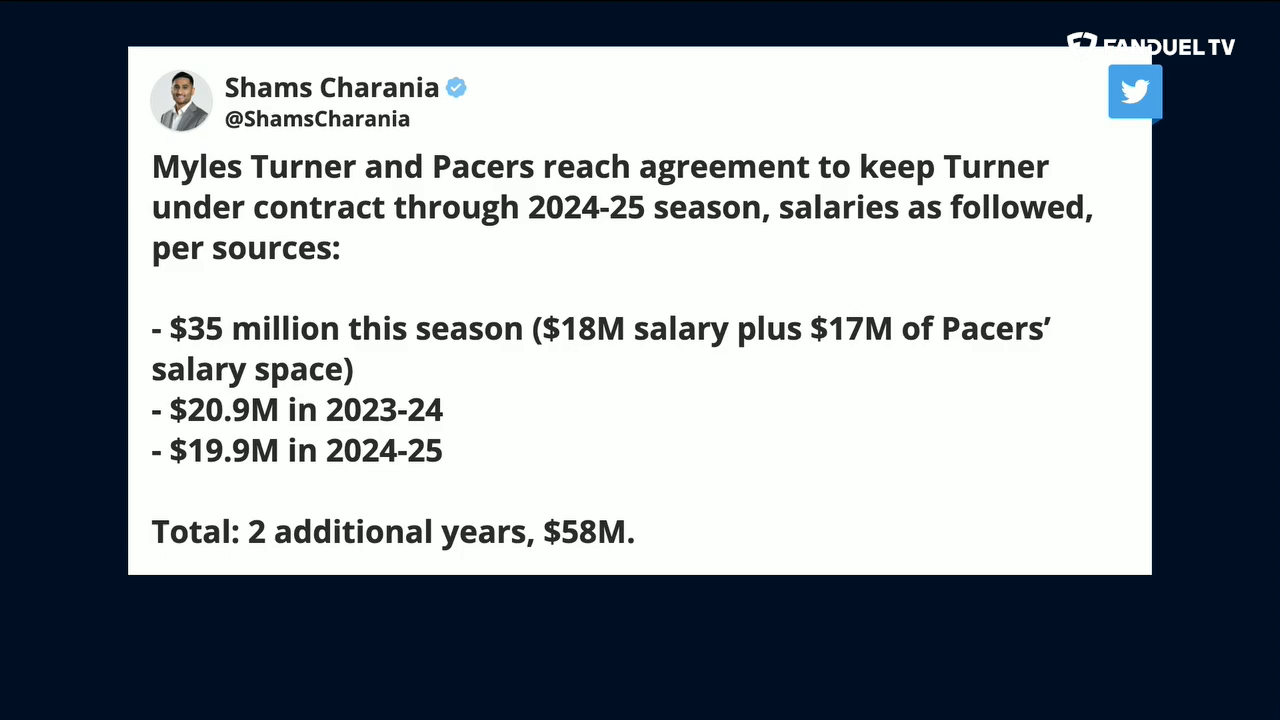 FANDUEL TV
Shams Charania
@ShamsCharania
Myles Turner and Pacers reach agreement to keep Turner
under contract through 2024-25 season, salaries as followed,
per sources:
- $35 million this season ($18M salary plus $17M of Pacers’
salary space)
- $20.9M in 2023-24
- $19.9M in 2024-25
Total: 2 additional years, $58M.